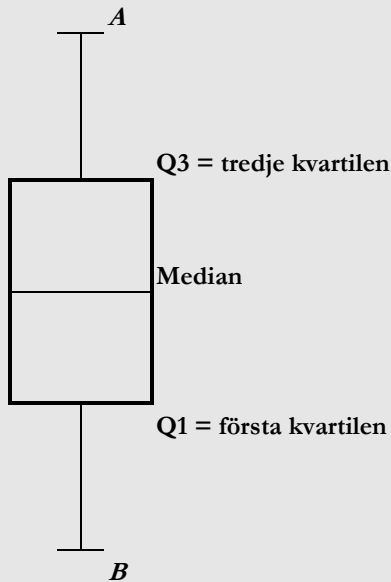 A
Q3 = tredje kvartilen
Median
Q1 = första kvartilen
B